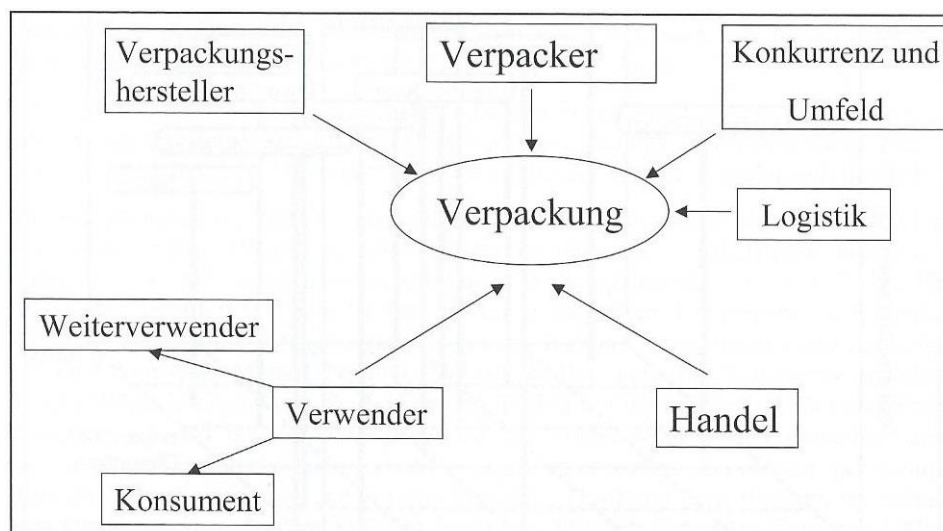 Verpackungs-
hersteller
Verpacker
Konkurrenz und
Umfeld
Verpackung
Logistik
Weiterverwender
Verwender
Handel
Konsument